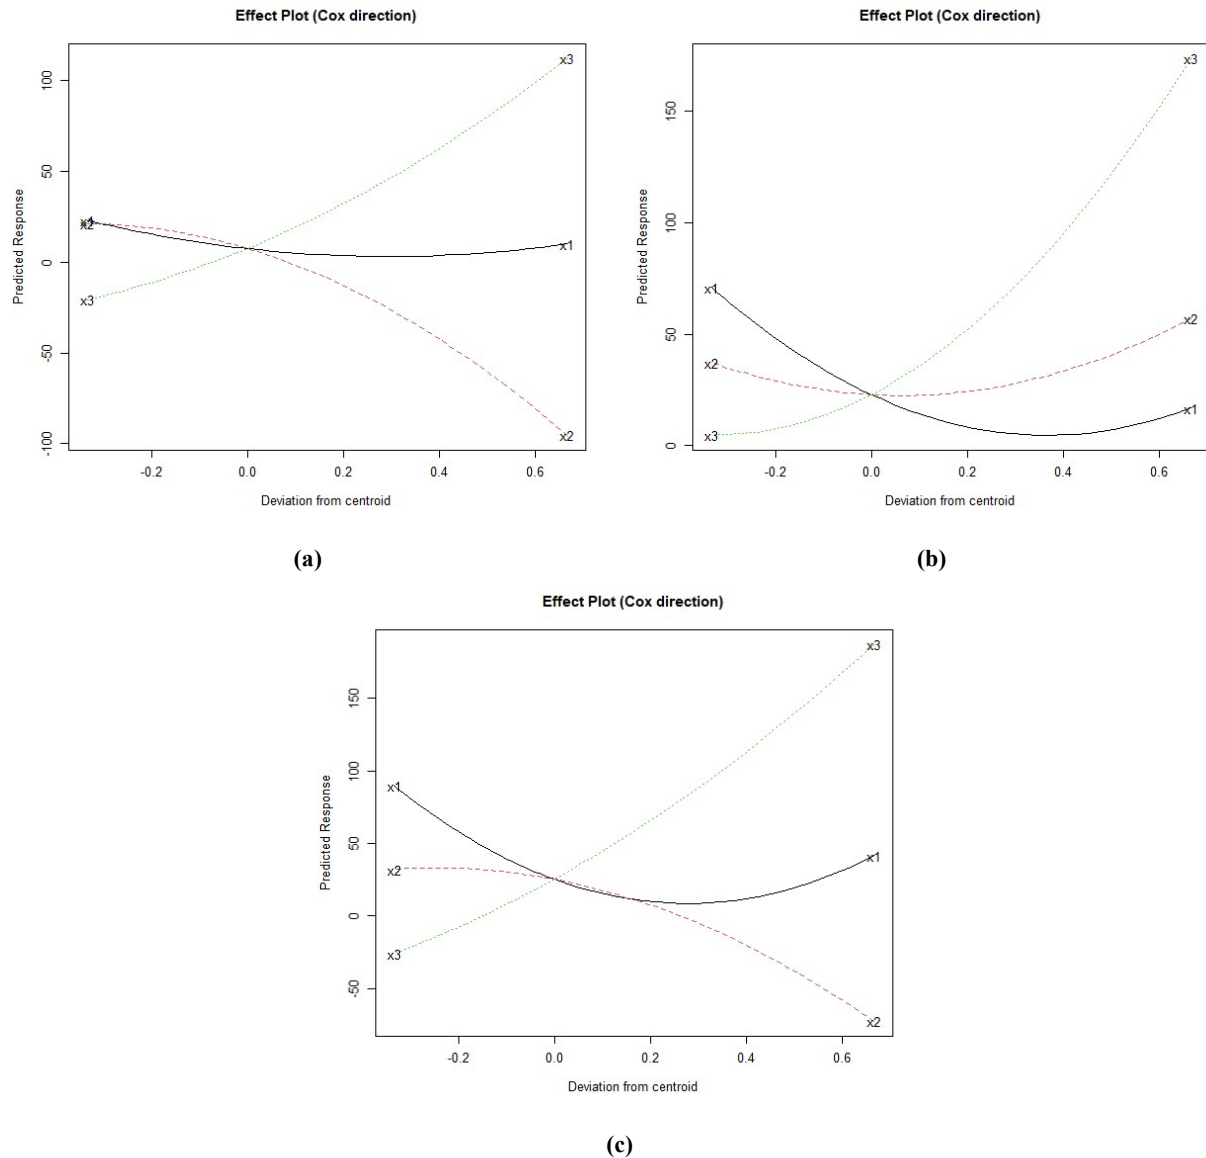 Effect Plot (Cox direction)
Predicted Response
100
50
0
-50
-100
x3
x2
x3
x1
x2
-0.2 0.0 0.2 0.4 0.6
Deviation from centroid
(a)
Effect Plot (Cox direction)
Predicted Response
150
100
50
0
x1
x2
x3
x3
x2
x1
-0.2 0.0 0.2 0.4 0.6
Deviation from centroid
(b)
Effect Plot (Cox direction)
Predicted Response
150
100
50
0
-50
x1
x2
x3
x3
x1
x2
-0.2 0.0 0.2 0.4 0.6
Deviation from centroid
(c)